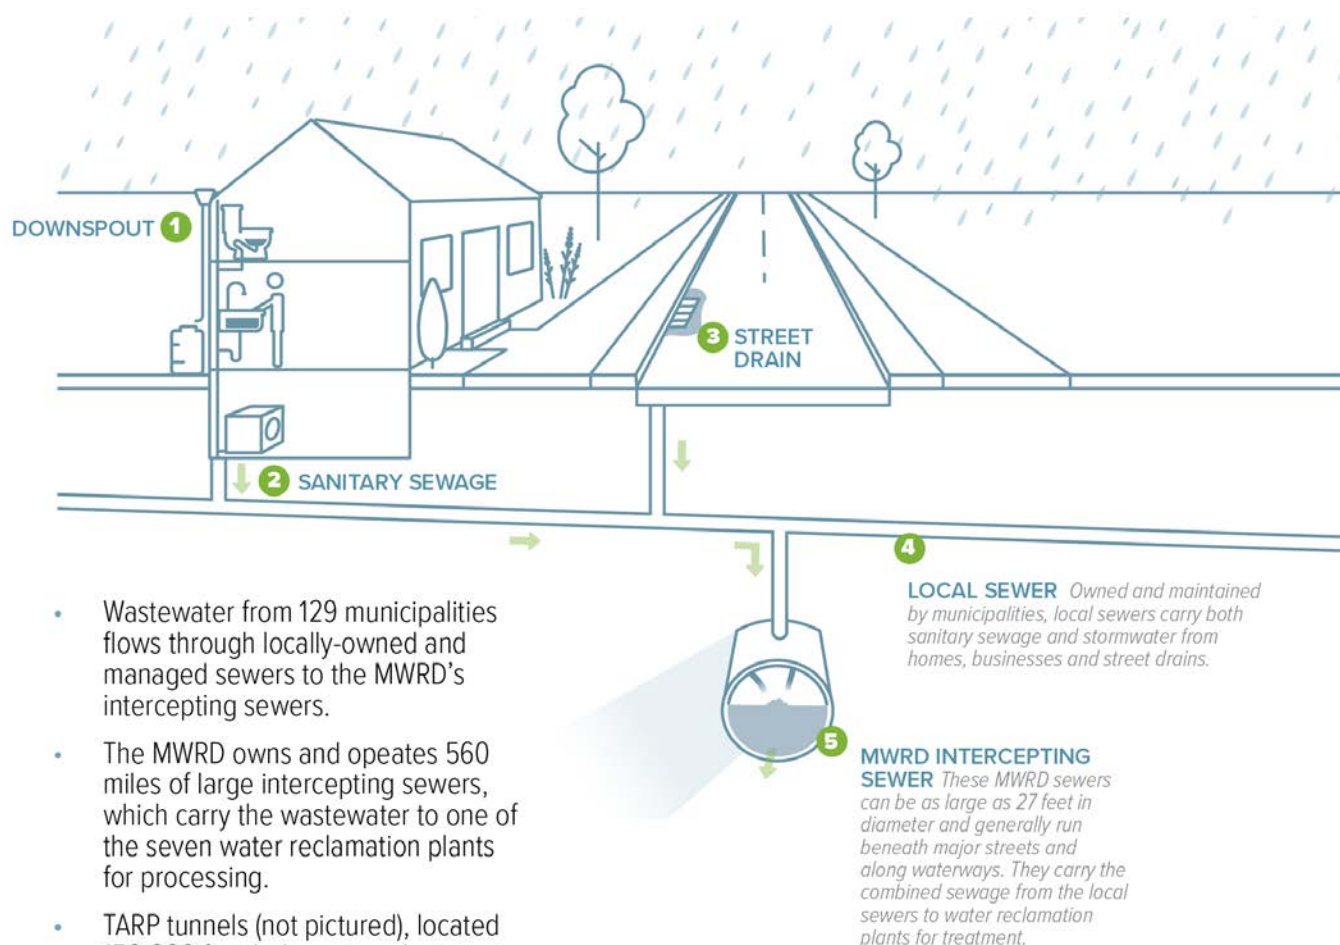 DOWNSPOUT 1
3 STREET
DRAIN
2 SANITARY SEWAGE
4
LOCAL SEWER Owned and maintained
by municipalities, local sewers carry both
sanitary sewage and stormwater from
homes, businesses and street drains.
• Wastewater from 129 municipalities
flows through locally-owned and
managed sewers to the MWRD’s
intercepting sewers.
• The MWRD owns and opeates 560
miles of large intercepting sewers,
which carry the wastewater to one of
the seven water reclamation plants
for processing.
• TARP tunnels (not pictured), located
5
MWRD INTERCEPTING
SEWER These MWRD sewers
can be as large as 27 feet in
diameter and generally run
beneath major streets and
along waterways. They carry the
combined sewage from the local
sewers to water reclamation
plants for treatment.